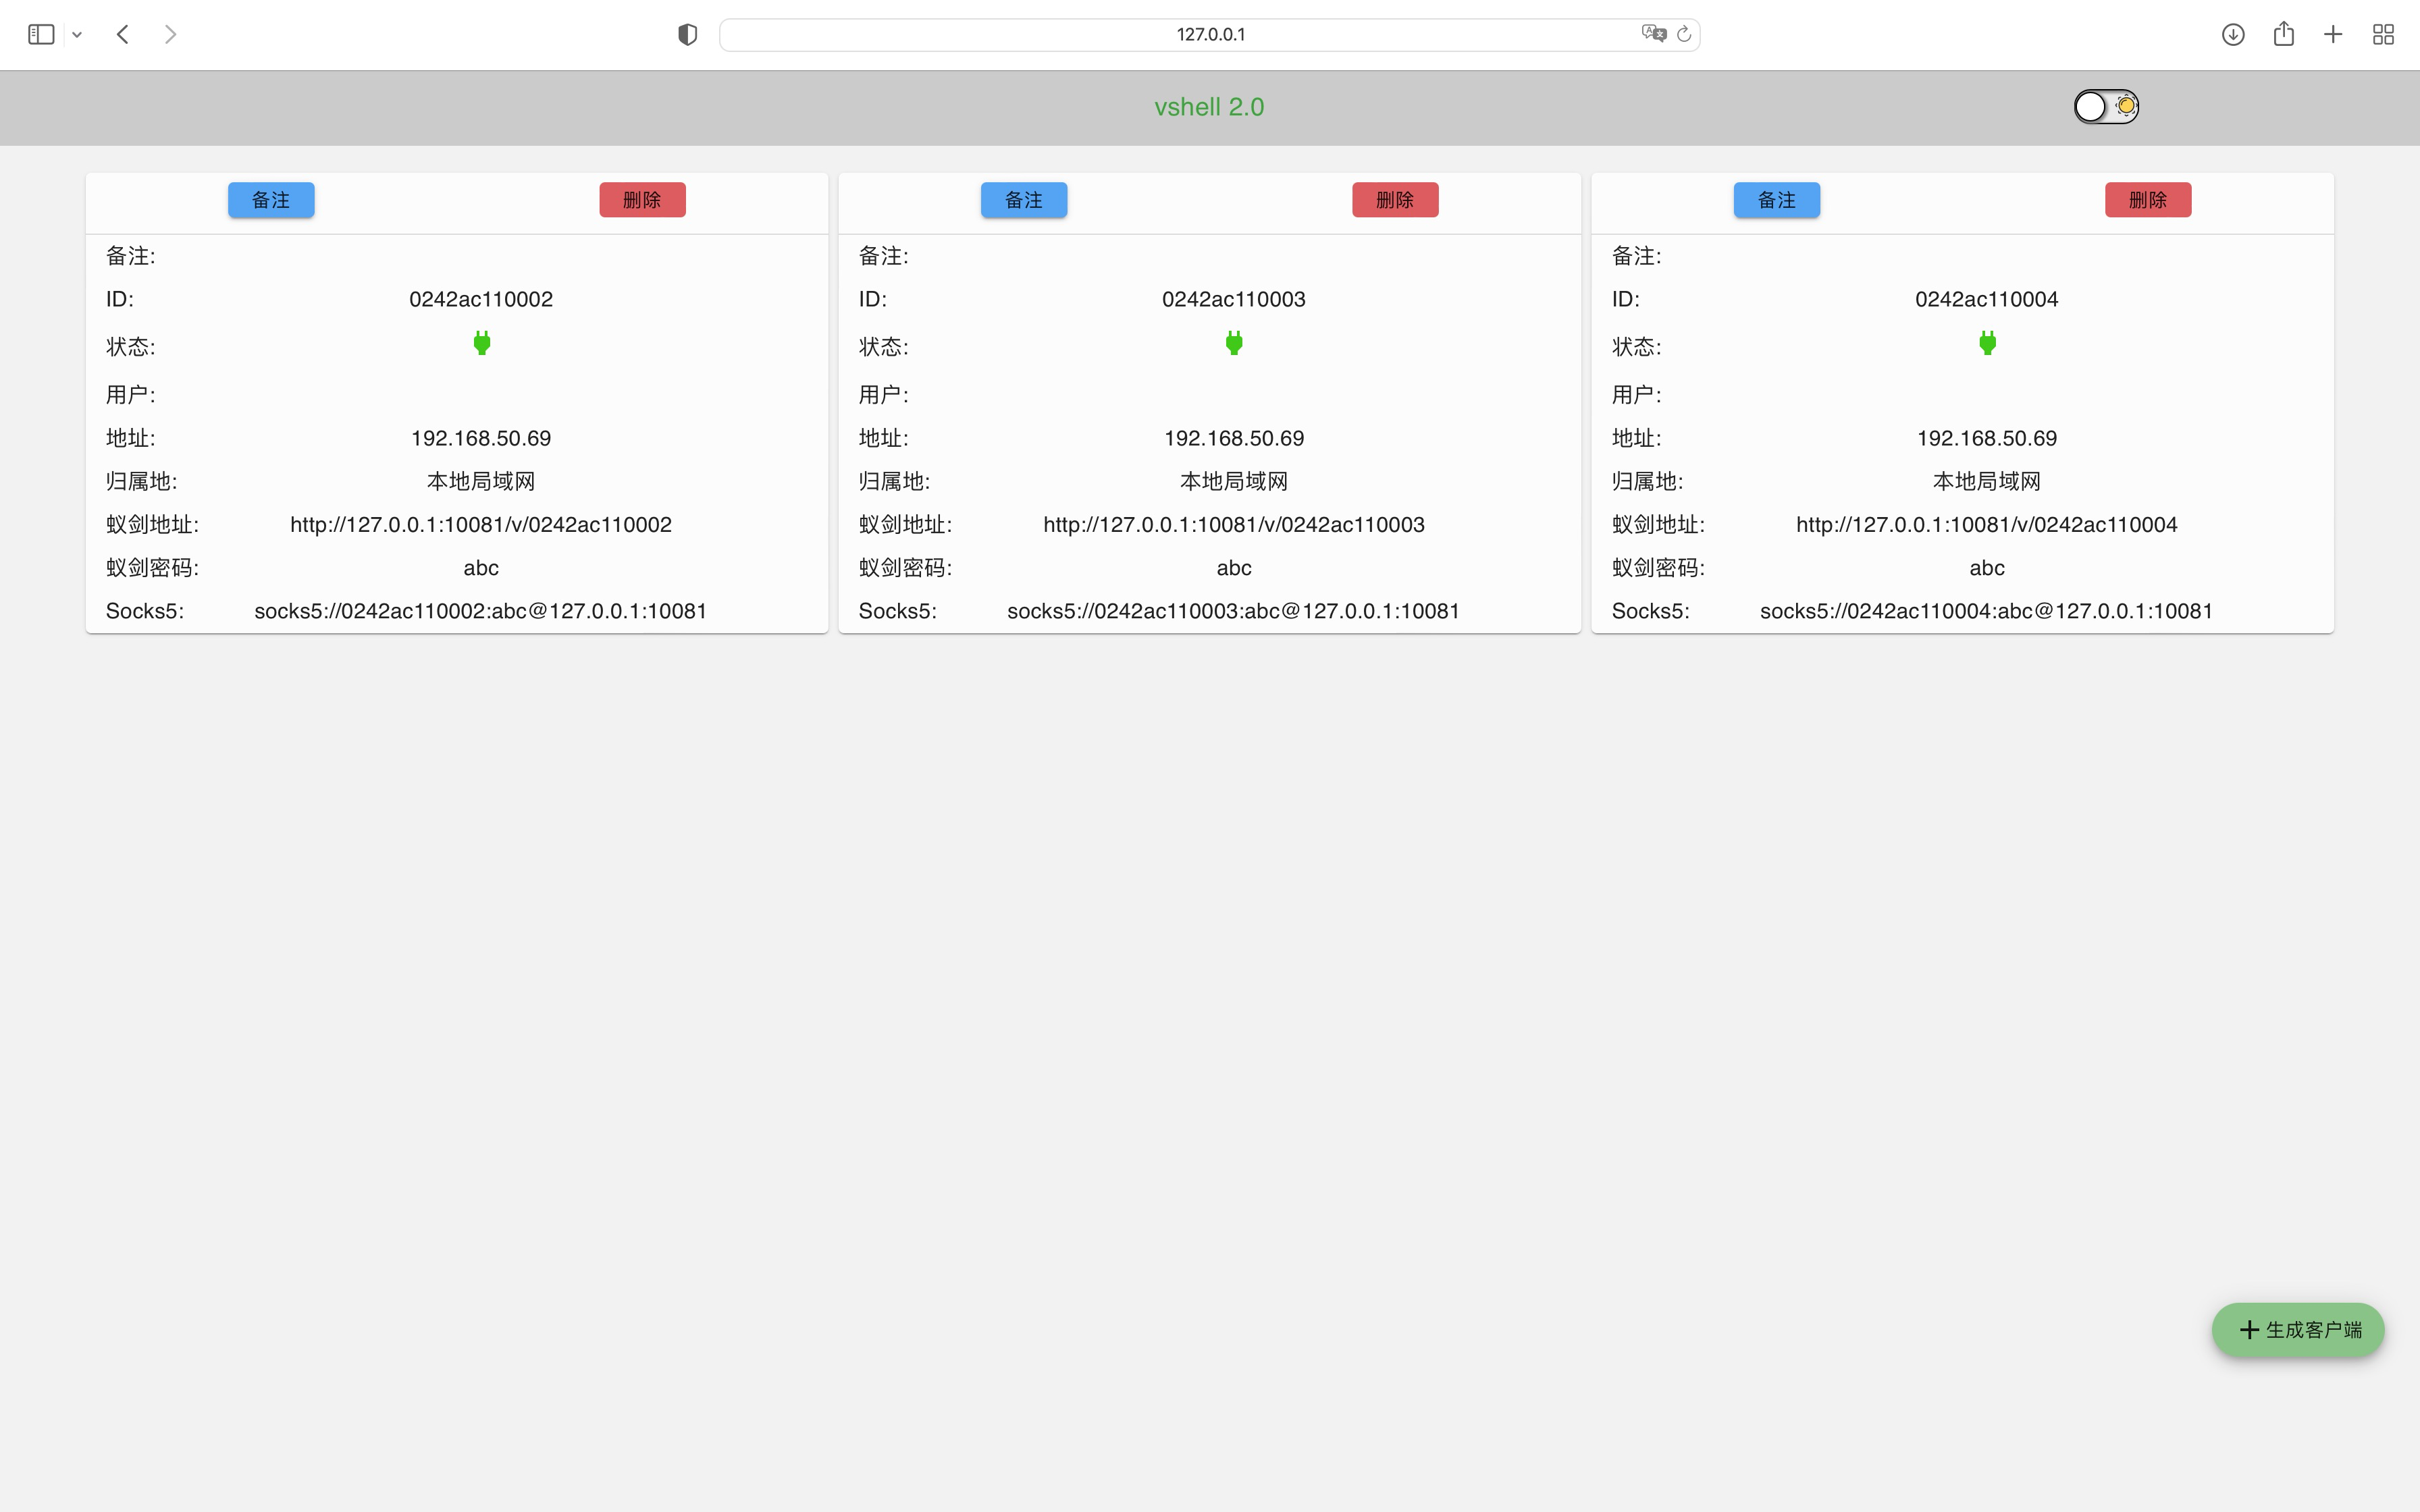 127.0.0.1
vshell 2.0
备注 删除
备注:
ID: 0242ac110002
状态:
用户:
地址: 192.168.50.69
归属地: 本地局域网
蚁剑地址: http://127.0.0.1:10081/v/0242ac110002
蚁剑密码: abc
Socks5: socks5://0242ac110002:abc@127.0.0.1:10081
备注 删除
备注:
ID: 0242ac110003
状态:
用户:
地址: 192.168.50.69
归属地: 本地局域网
蚁剑地址: http://127.0.0.1:10081/v/0242ac110003
蚁剑密码: abc
Socks5: socks5://0242ac110003:abc@127.0.0.1:10081
备注 删除
备注:
ID: 0242ac110004
状态:
用户:
地址: 192.168.50.69
归属地: 本地局域网
蚁剑地址: http://127.0.0.1:10081/v/0242ac110004
蚁剑密码: abc
Socks5: socks5://0242ac110004:abc@127.0.0.1:10081
生成客户端